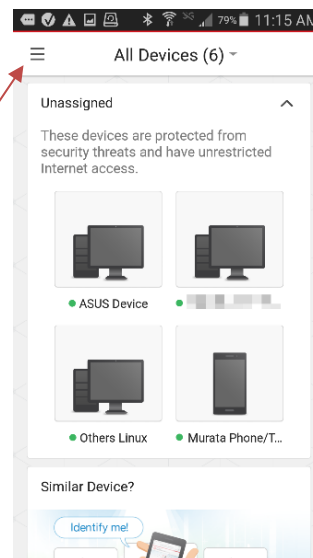 79% 11:15 AM
All Devices (6)
Unassigned
These devices are protected from
security threats and have unrestricted
Internet access.
ASUS Device
Others Linux
Murata Phone/T...
Similar Device?
Identify me!